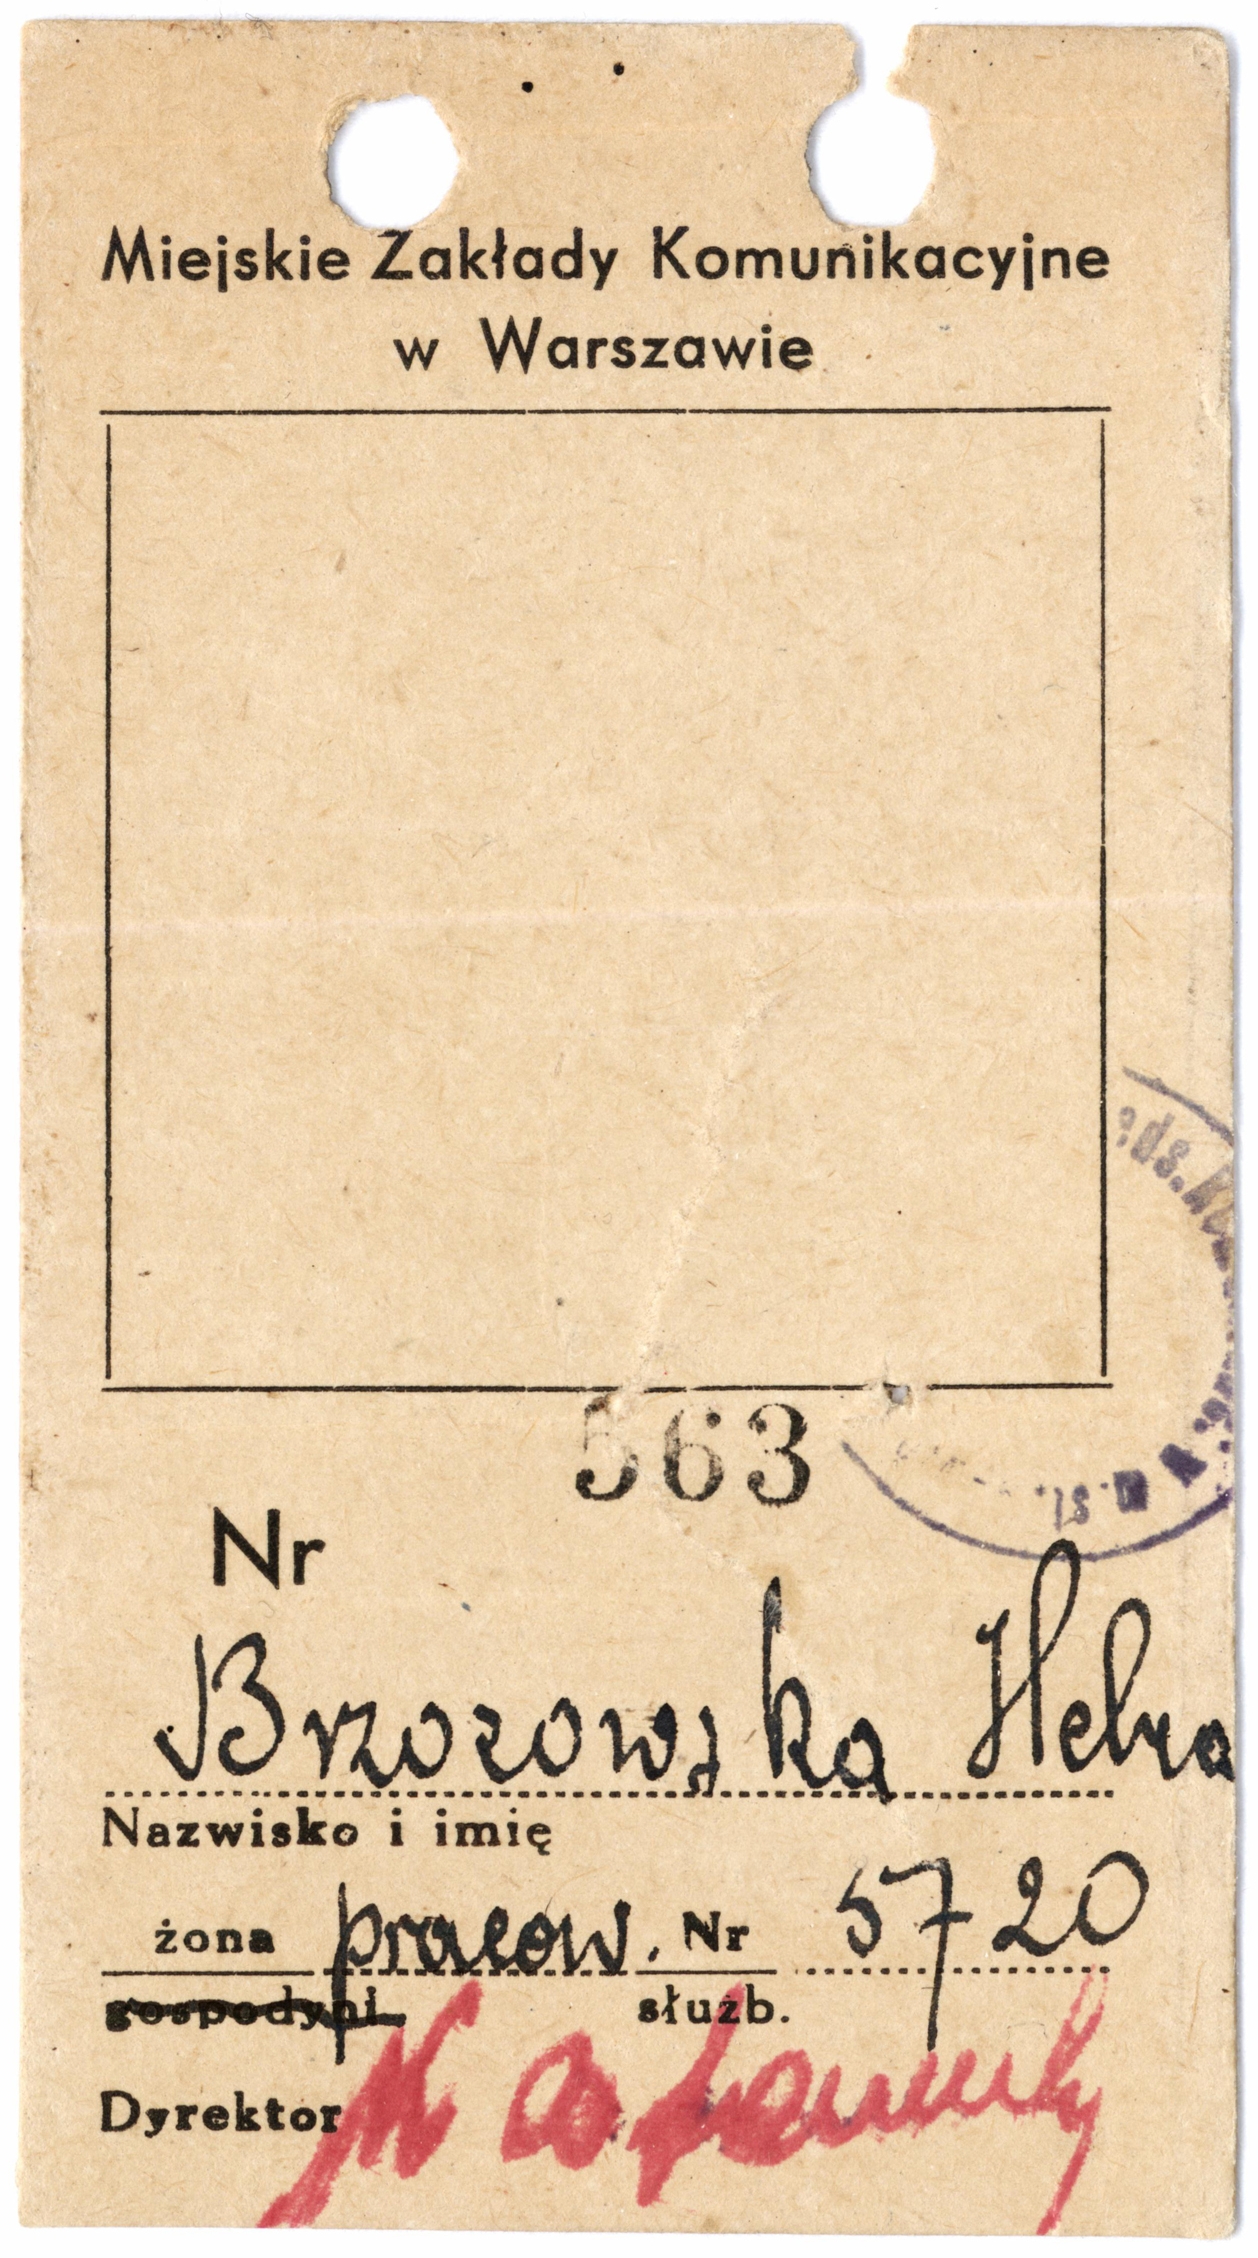 Miejskie Zakłady Komunikacyjne
w Warszawie
563
Nr
Brzozowska Helena
Nazwisko i imię
żona pracow. Nr 5720
gospodyni służb.
Dyrektor